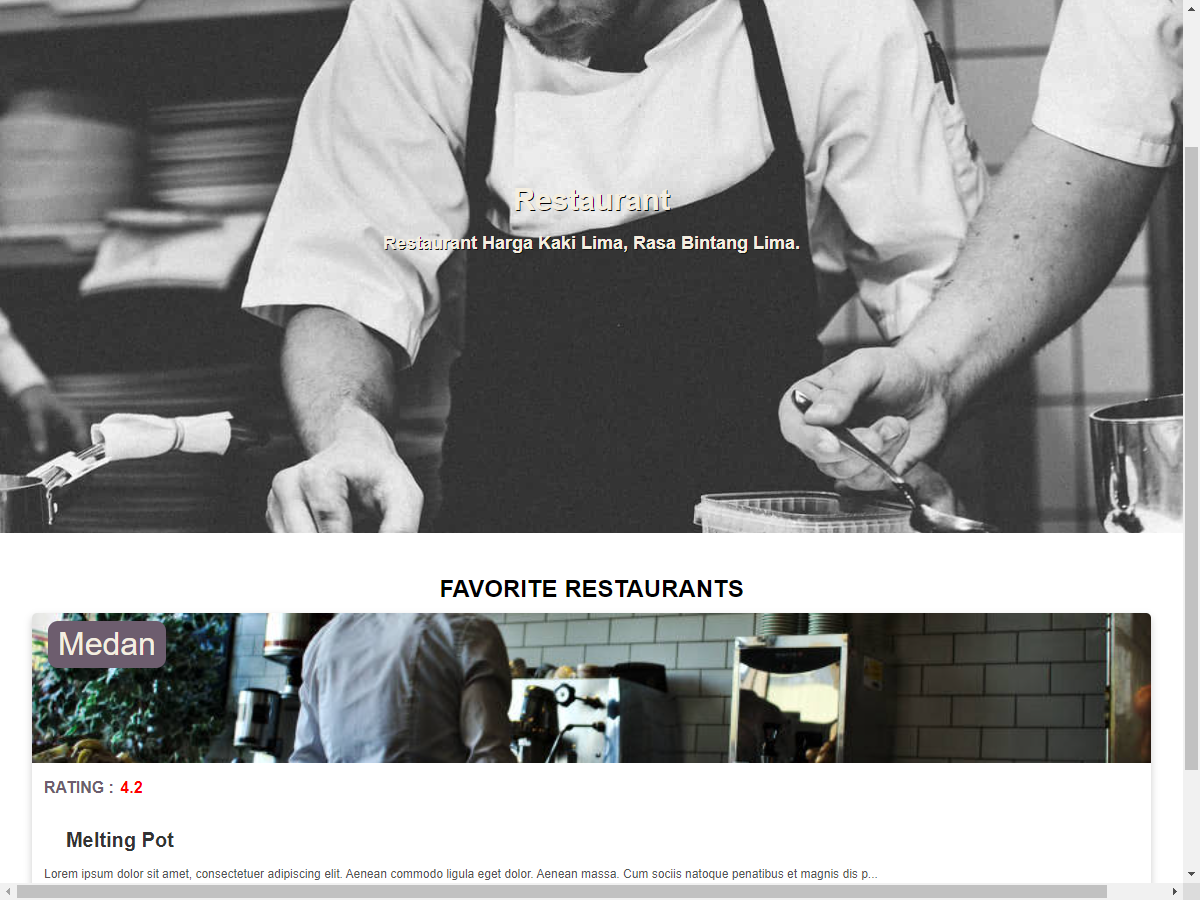 Restaurant
Restaurant Harga Kaki Lima, Rasa Bintang Lima.
FAVORITE RESTAURANTS
Medan
RATING : 4.2
Melting Pot
Lorem ipsum dolor sit amet, consectetuer adipiscing elit. Aenean commodo ligula eget dolor. Aenean massa. Cum sociis natoque penatibus et magnis dis p...